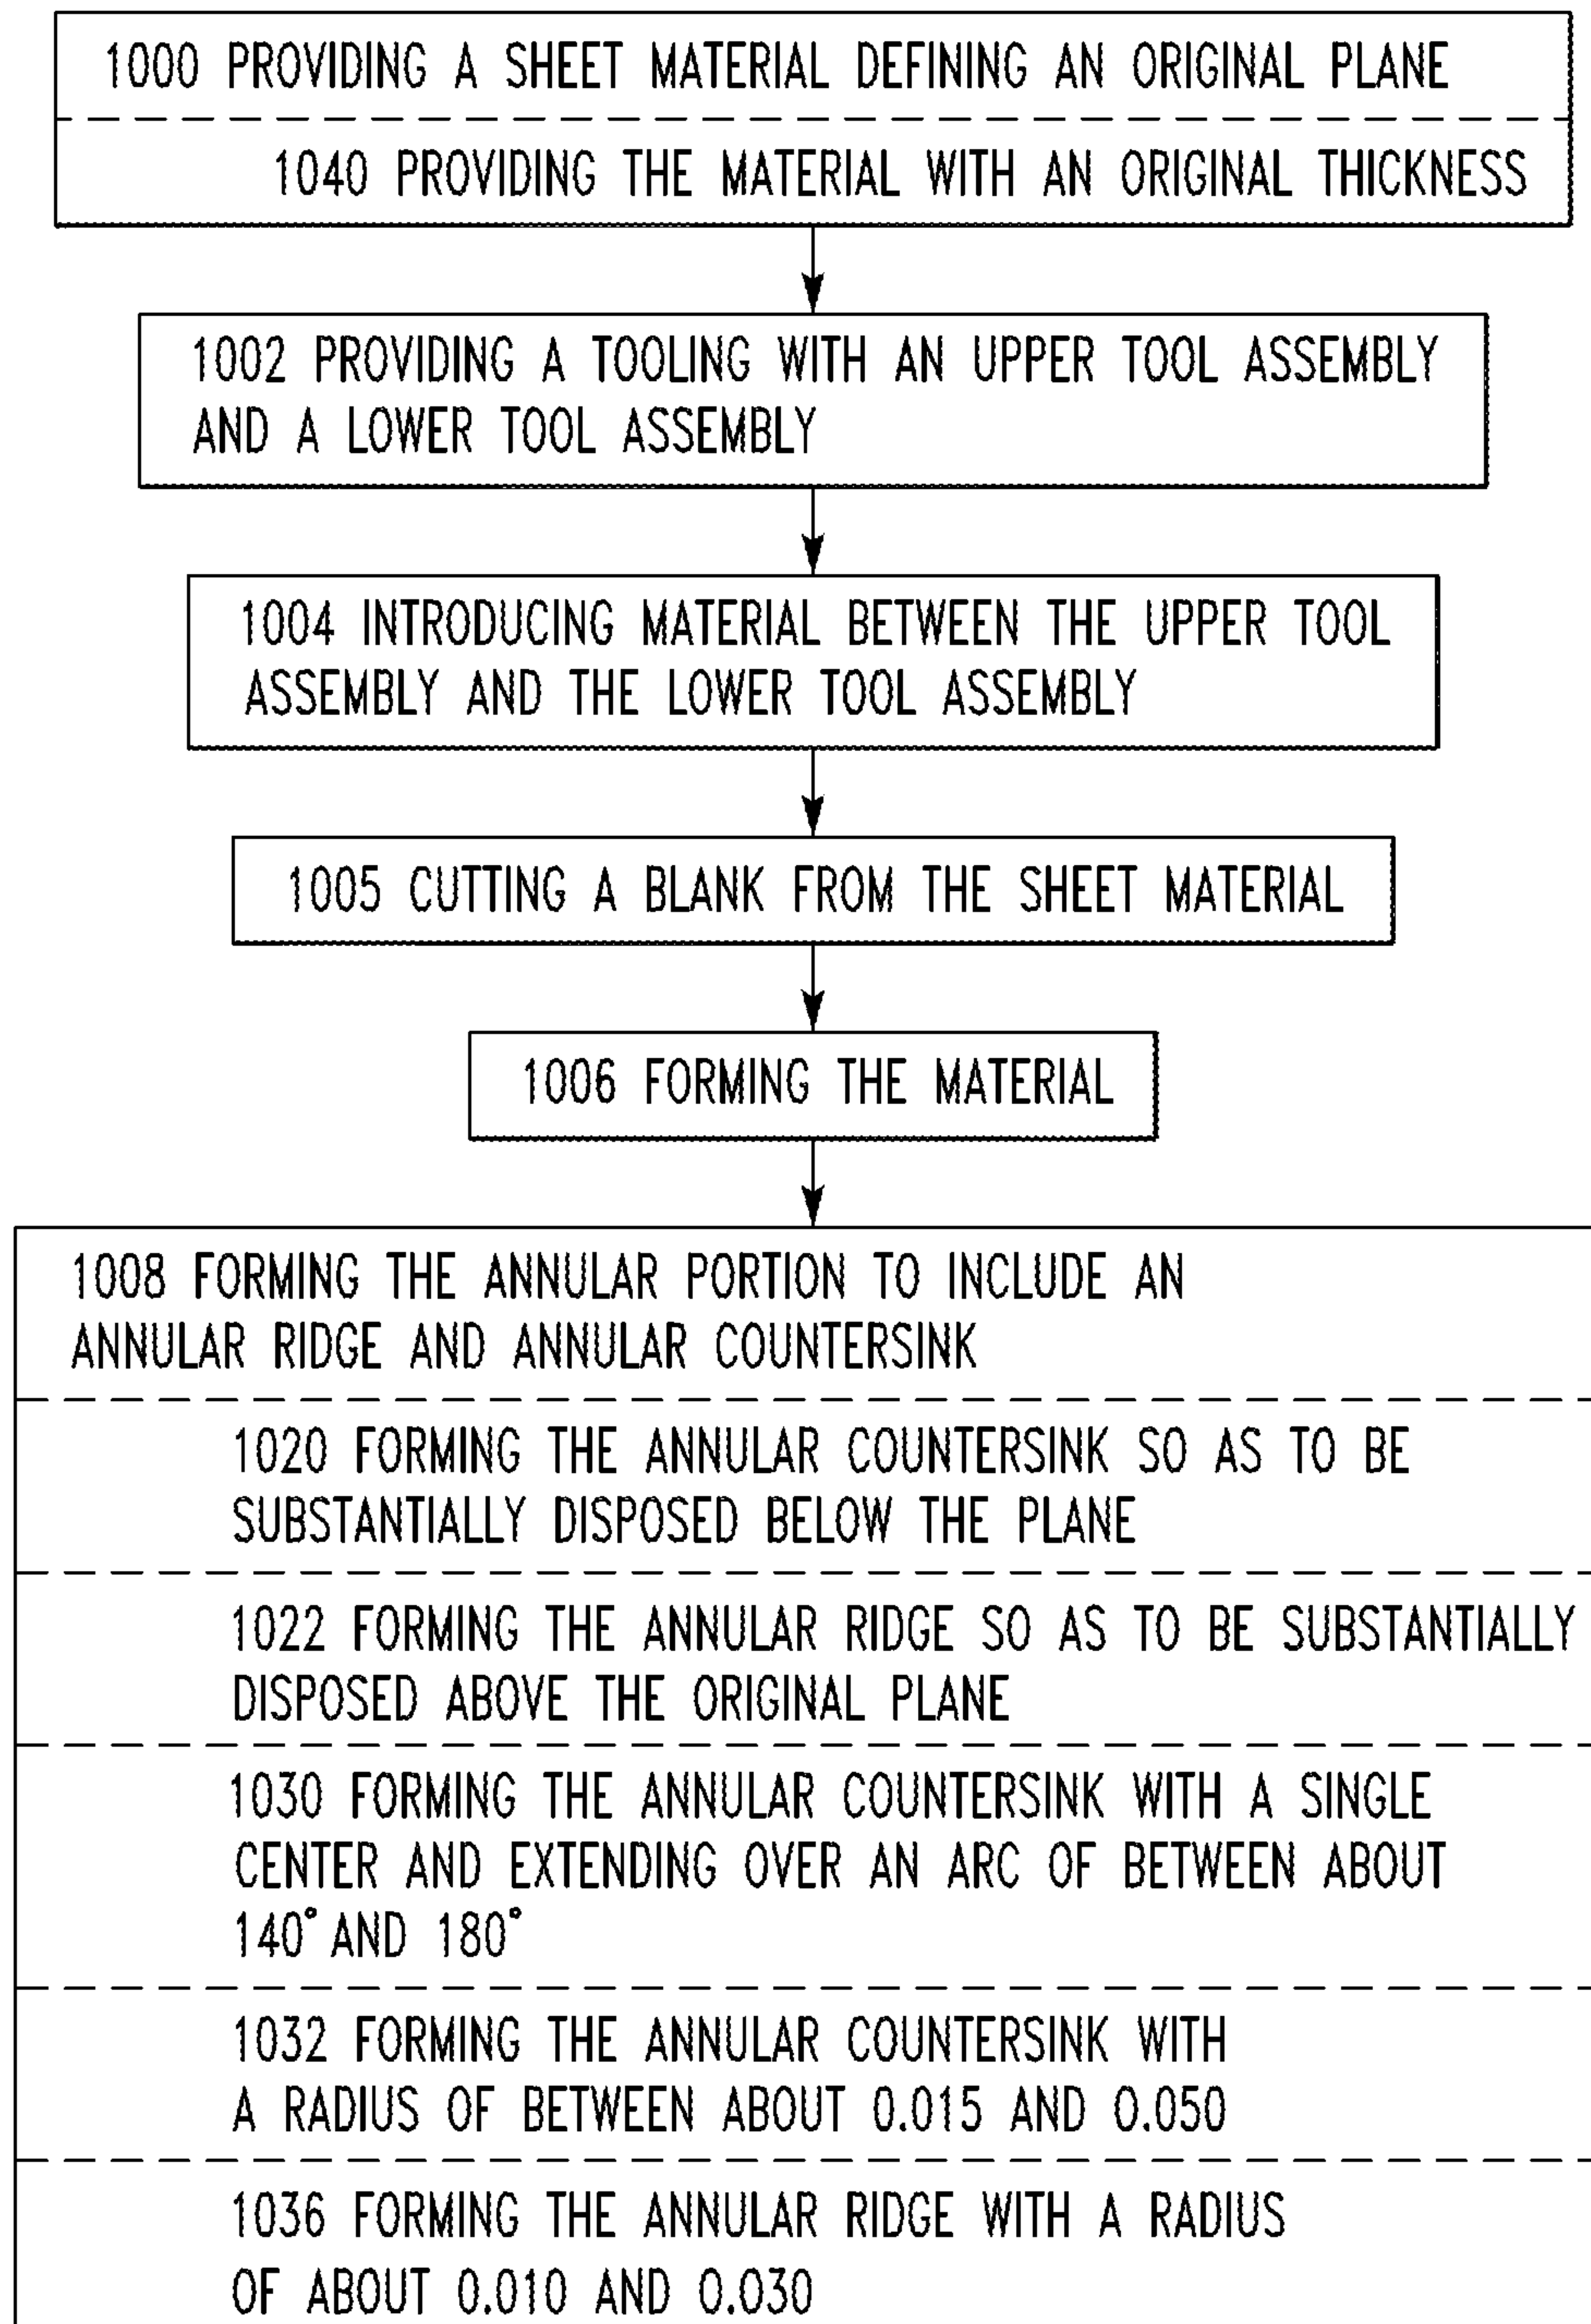 1000 PROVIDING A SHEET MATERIAL DEFINING AN ORIGINAL PLANE
1040 PROVIDING THE MATERIAL WITH AN ORIGINAL THICKNESS
1002 PROVIDING A TOOLING WITH AN UPPER TOOL ASSEMBLY
AND A LOWER TOOL ASSEMBLY
1004 INTRODUCING MATERIAL BETWEEN THE UPPER TOOL
ASSEMBLY AND THE LOWER TOOL ASSEMBLY
1005 CUTTING A BLANK FROM THE SHEET MATERIAL
1006 FORMING THE MATERIAL
1008 FORMING THE ANNULAR PORTION TO INCLUDE AN
ANNULAR RIDGE AND ANNULAR COUNTERSINK
1020 FORMING THE ANNULAR COUNTERSINK SO AS TO BE
SUBSTANTIALLY DISPOSED BELOW THE PLANE
1022 FORMING THE ANNULAR RIDGE SO AS TO BE SUBSTANTIALLY
DISPOSED ABOVE THE ORIGINAL PLANE
1030 FORMING THE ANNULAR COUNTERSINK WITH A SINGLE
CENTER AND EXTENDING OVER AN ARC OF BETWEEN ABOUT
140° AND 180°
1032 FORMING THE ANNULAR COUNTERSINK WITH
A RADIUS OF BETWEEN ABOUT 0.015 AND 0.050
1036 FORMING THE ANNULAR RIDGE WITH A RADIUS
OF ABOUT 0.010 AND 0.030